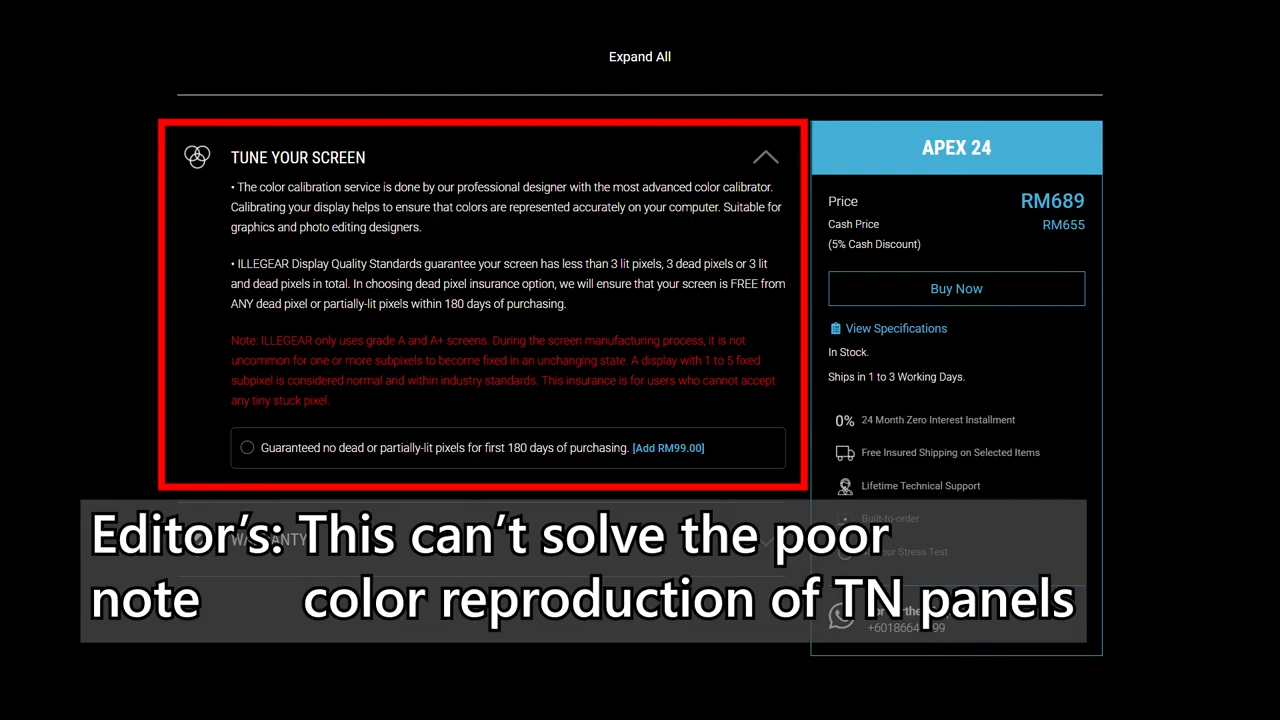 Expand All
TUNE YOUR SCREEN
• The color calibration service is done by our professional designer with the most advanced color calibrator.
Calibrating your display helps to ensure that colors are represented accurately on your computer. Suitable for
graphics and photo editing designers.
• ILLEGEAR Display Quality Standards guarantee your screen has less than 3 lit pixels, 3 dead pixels or 3 lit
and dead pixels in total. In choosing dead pixel insurance option, we will ensure that your screen is FREE from
ANY dead pixel or partially-lit pixels within 180 days of purchasing.
Note: ILLEGEAR only uses grade A and A+ screens. During the screen manufacturing process, it is not
uncommon for one or more subpixels to become fixed in an unchanging state. A display with 1 to 5 fixed
subpixel is considered normal and within industry standards. This insurance is for users who cannot accept
any tiny stuck pixel.
Guaranteed no dead or partially-lit pixels for first 180 days of purchasing. [Add RM99.00]
WARRANTY
APEX 24
Price RM689
Cash Price RM655
(5% Cash Discount)
Buy Now
View Specifications
In Stock.
Ships in 1 to 3 Working Days.
0% 24 Month Zero Interest Installment
Free Insured Shipping on Selected Items
Lifetime Technical Support
Built-to-order
Stress Test
Editor's: This can't solve the poor
note color reproduction of TN panels